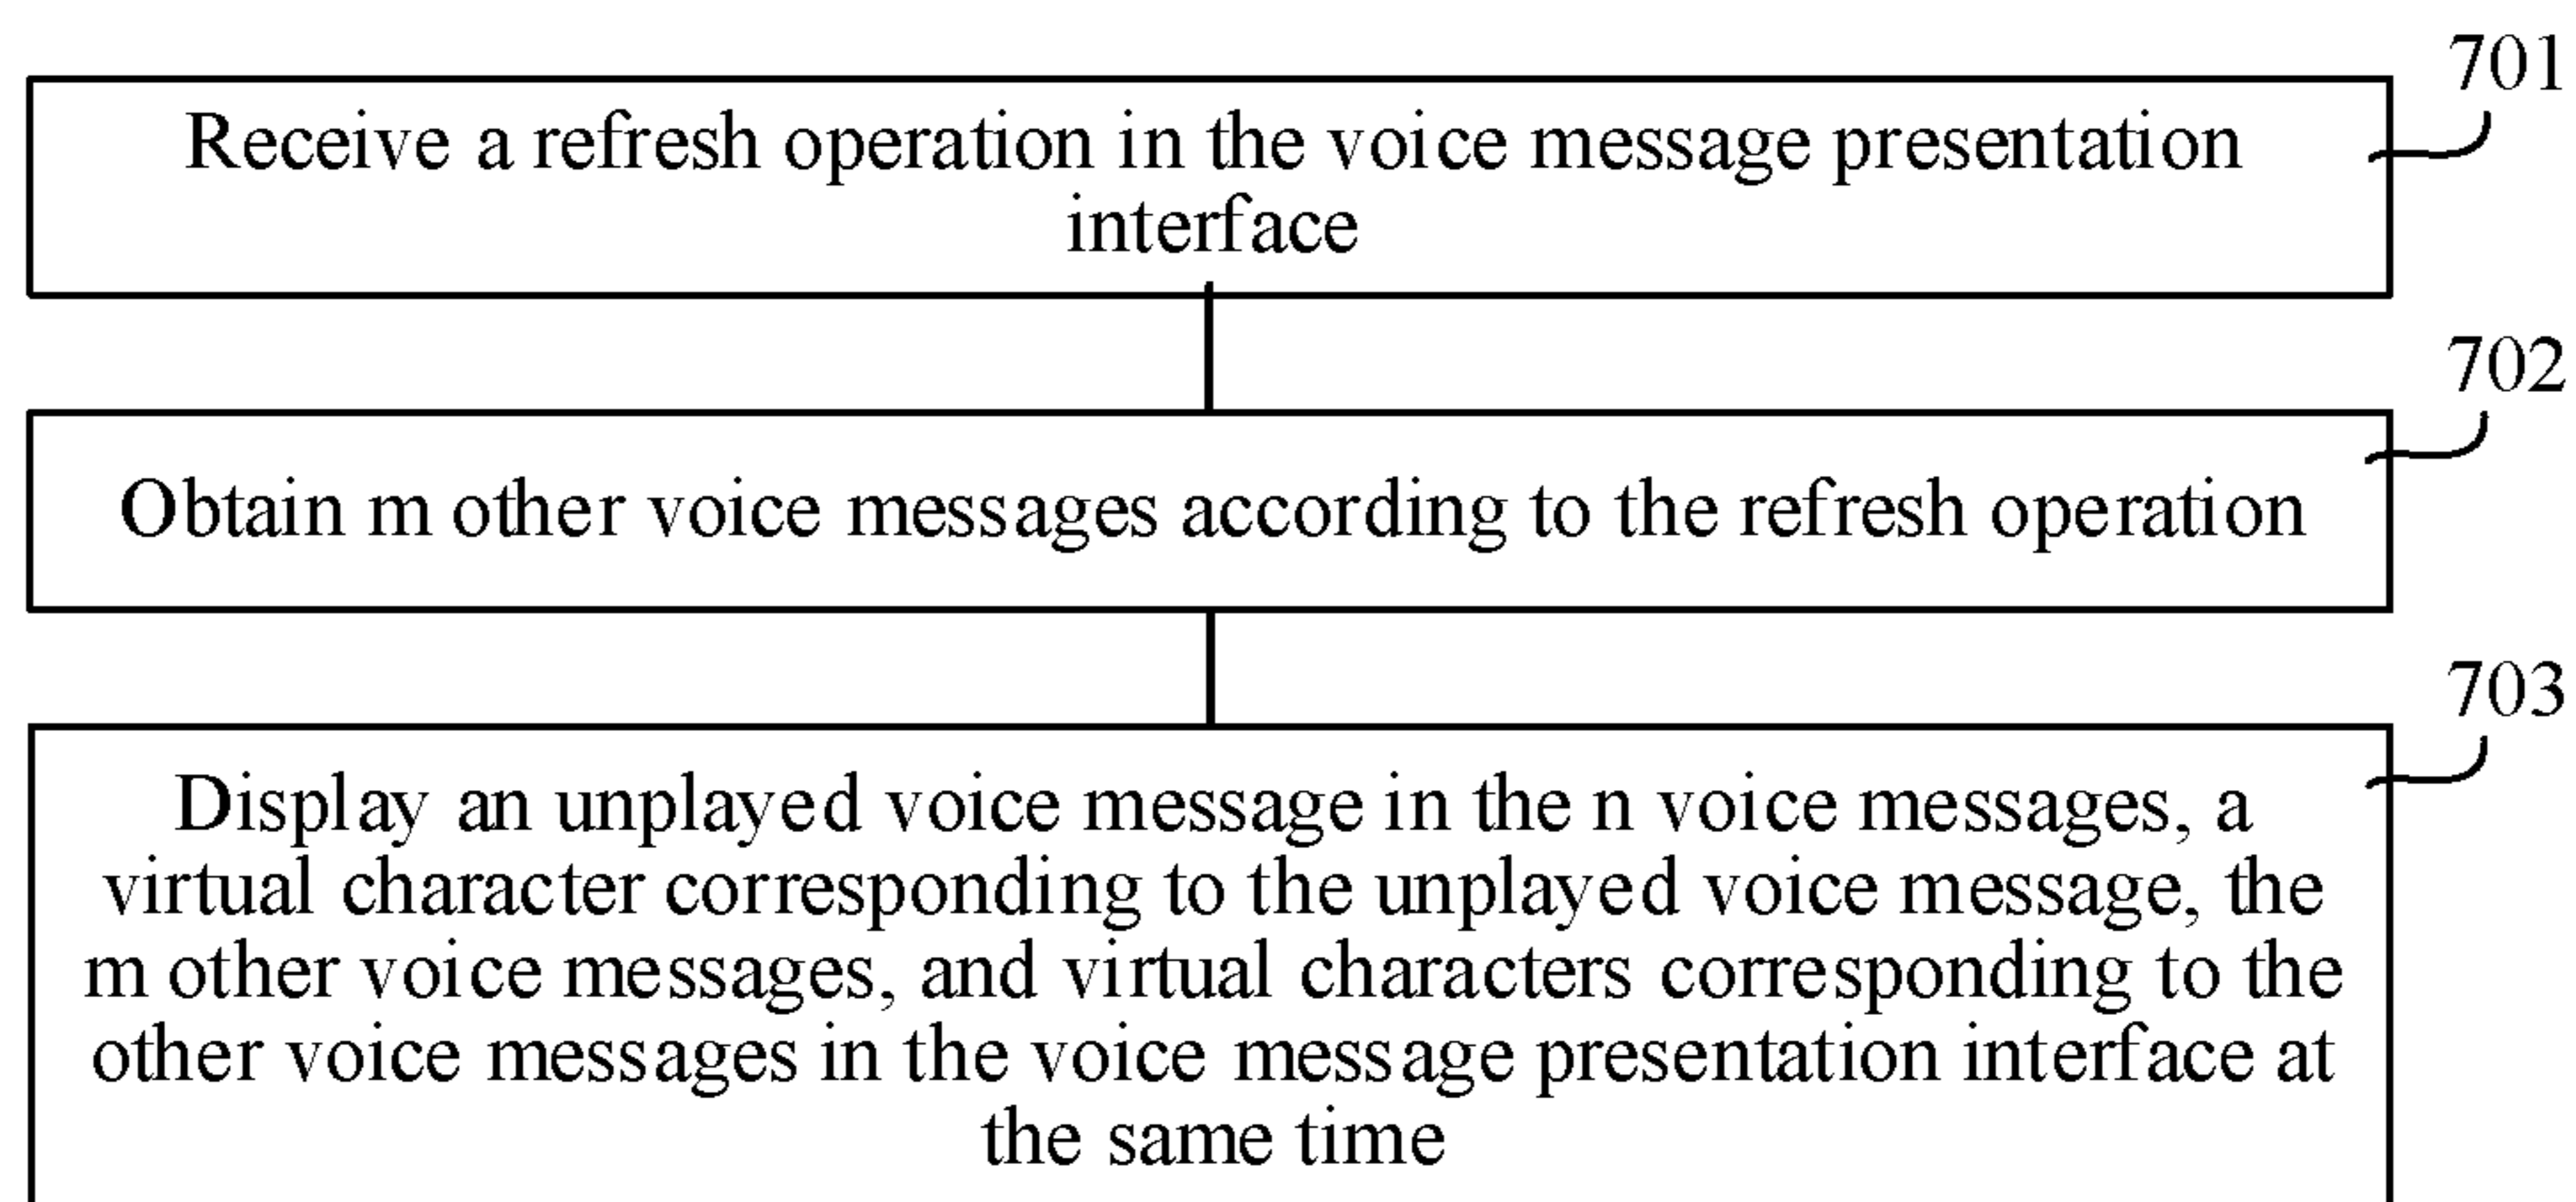 701
Receive a refresh operation in the voice message presentation
interface
702
Obtain m other voice messages according to the refresh operation
703
Display an unplayed voice message in the n voice messages, a
virtual character corresponding to the unplayed voice message, the
m other voice messages, and virtual characters corresponding to the
other voice messages in the voice message presentation interface at
the same time